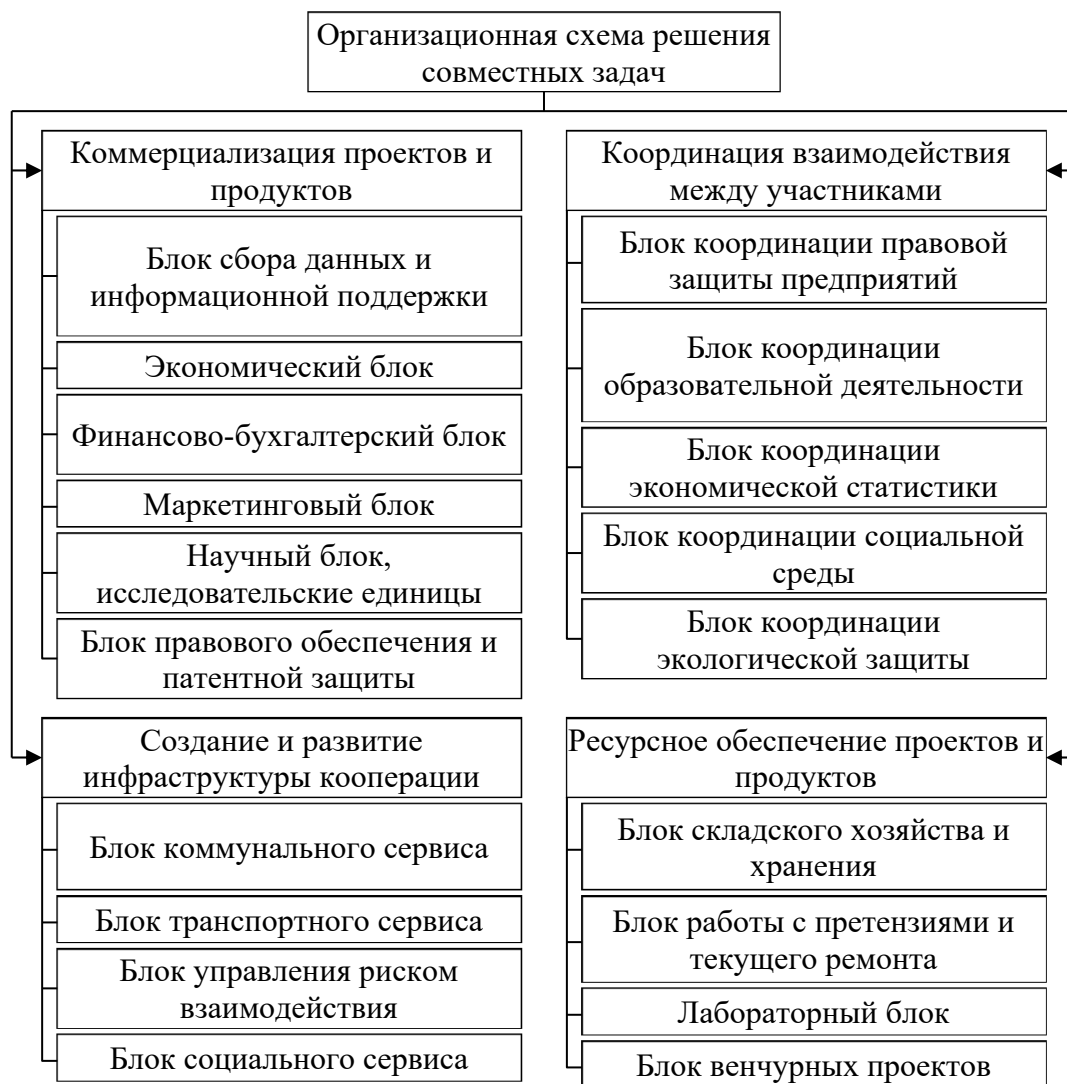 Организационная схема решения
совместных задач
Коммерциализация проектов и
продуктов
Блок сбора данных и
информационной поддержки
Экономический блок
Финансово-бухгалтерский блок
Маркетинговый блок
Научный блок,
исследовательские единицы
Блок правового обеспечения и
патентной защиты
Координация взаимодействия
между участниками
Блок координации правовой
защиты предприятий
Блок координации
образовательной деятельности
Блок координации
экономической статистики
Блок координации социальной
среды
Блок координации
экологической защиты
Создание и развитие
инфраструктуры кооперации
Блок коммунального сервиса
Блок транспортного сервиса
Блок управления риском
взаимодействия
Блок социального сервиса
Ресурсное обеспечение проектов и
продуктов
Блок складского хозяйства и
хранения
Блок работы с претензиями и
текущего ремонта
Лабораторный блок
Блок венчурных проектов